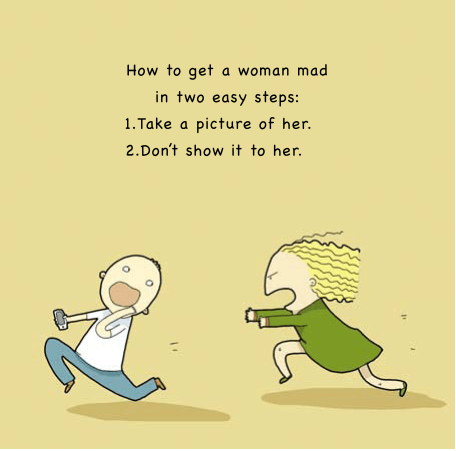 How to get a woman mad
in two easy steps:
1.Take a picture of her.
2.Don't show it to her.